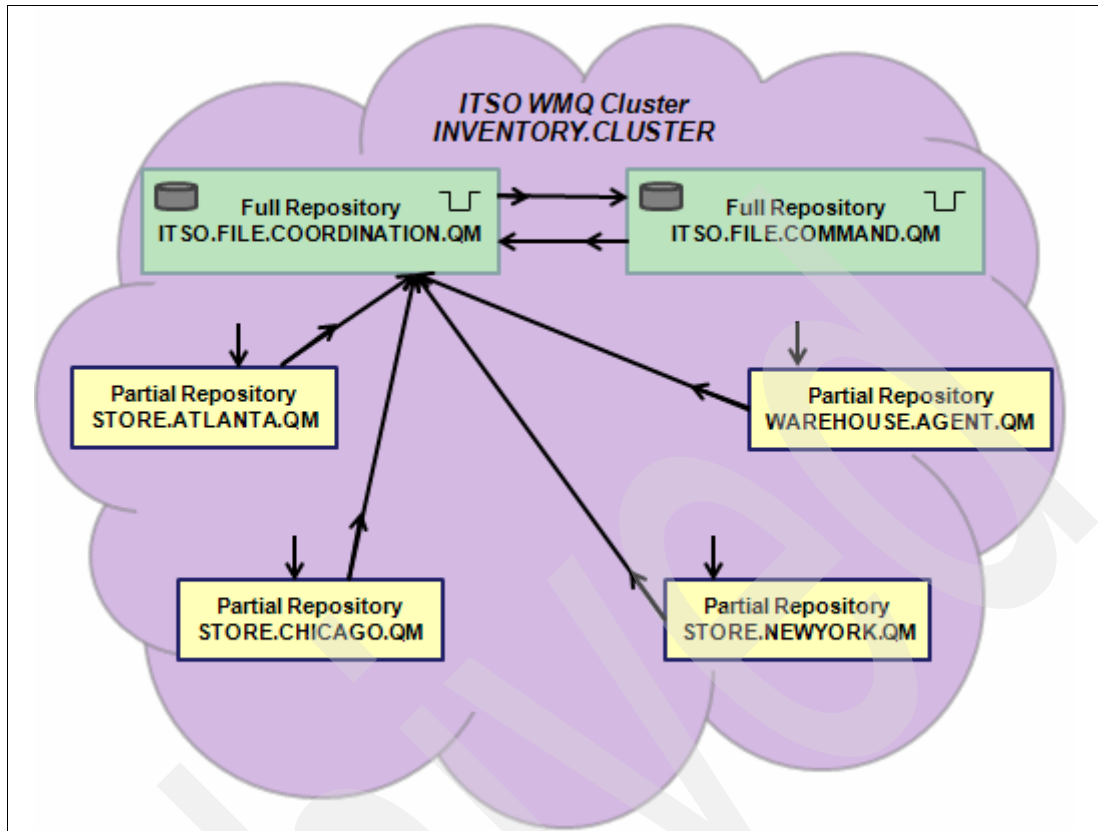 ITSO WMQ Cluster
INVENTORY.CLUSTER
Full Repository
ITSO.FILE.COORDINATION.QM
Full Repository
ITSO.FILE.COMMAND.QM
Partial Repository
STORE.ATLANTA.QM
Partial Repository
WAREHOUSE.AGENT.QM
Partial Repository
STORE.CHICAGO.QM
Partial Repository
STORE.NEWYORK.QM